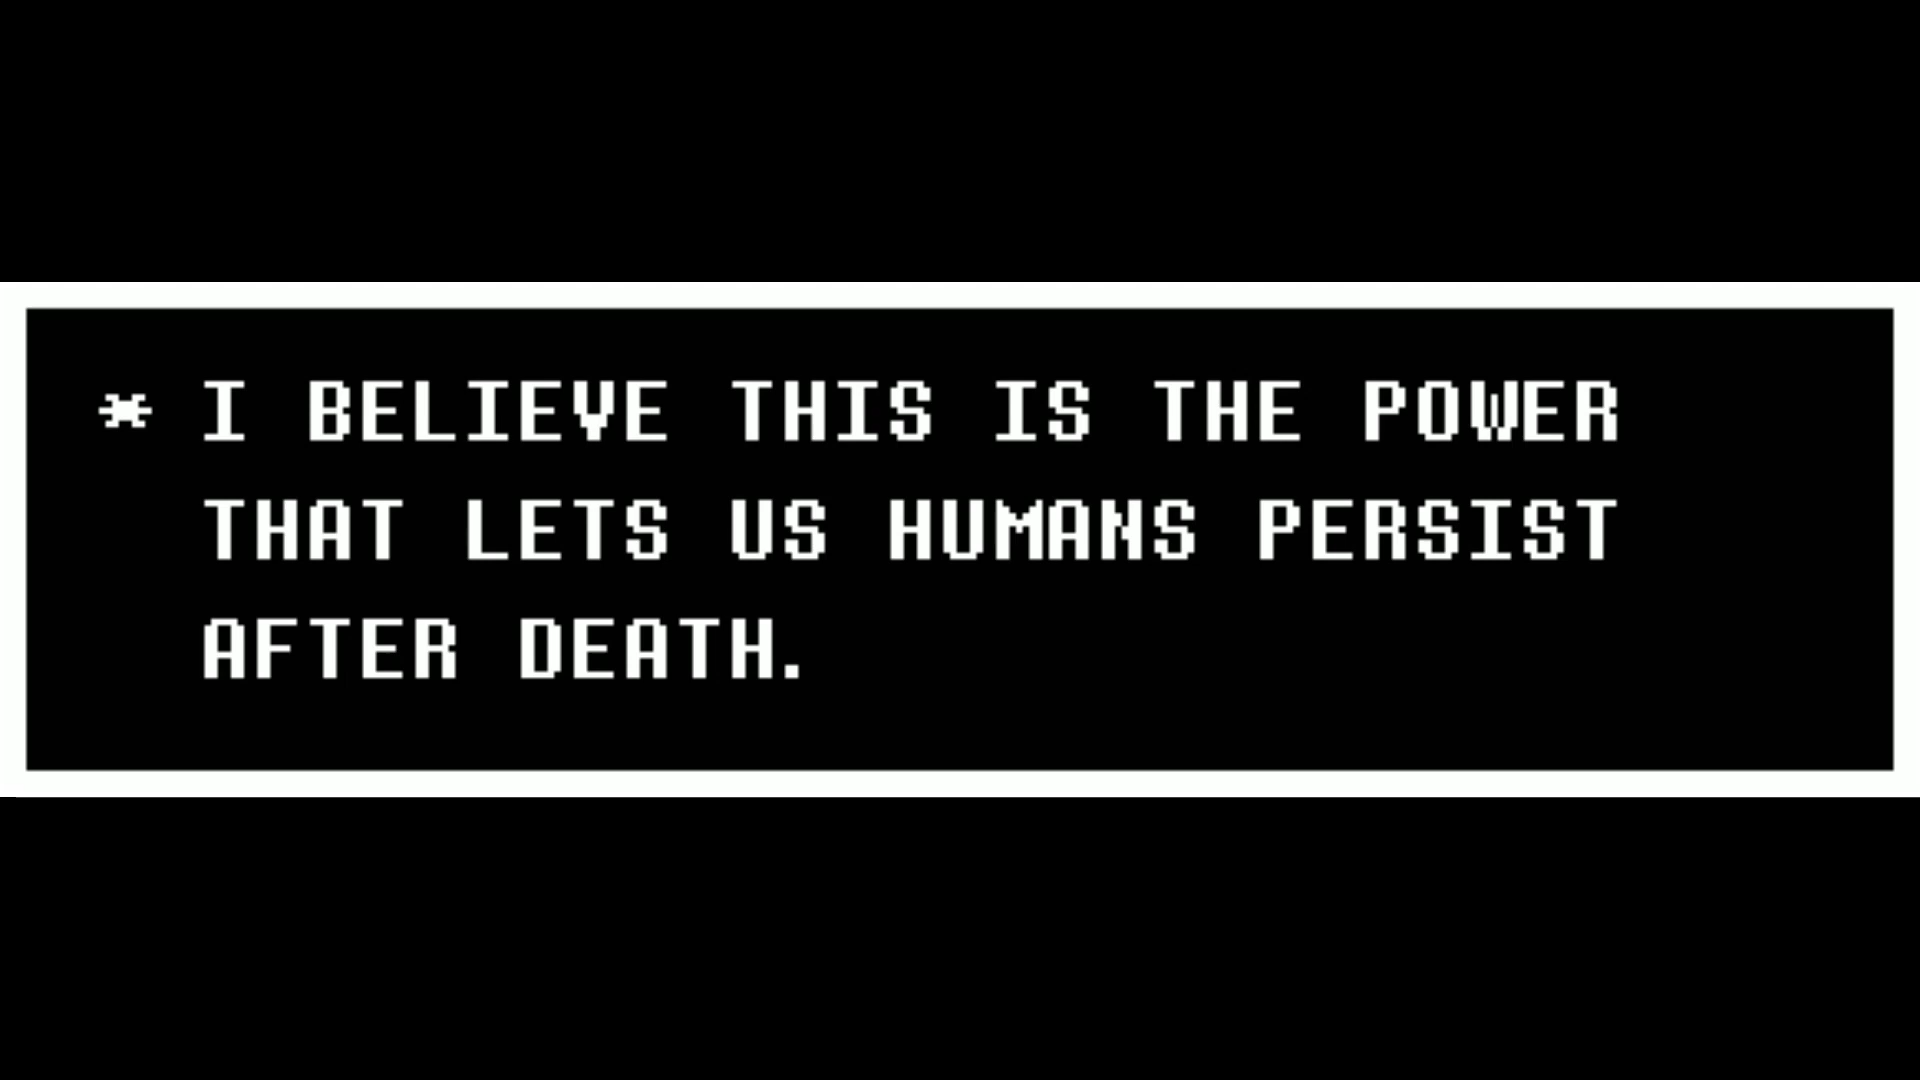 * I BELIEVE THIS IS THE POWER
THAT LETS US HUMANS PERSIST
AFTER DEATH.